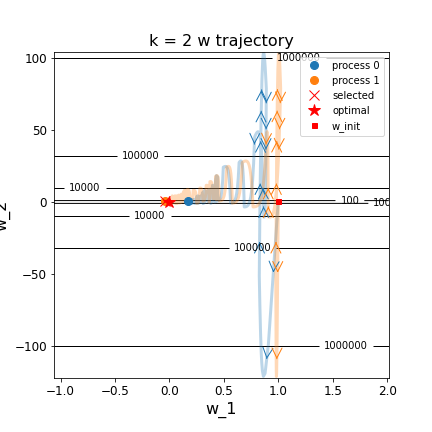 k = 2 w trajectory
process 0
process 1
selected
optimal
w_init
100
50
0
−50
−100
w_2
1000000
100000
10000
100
10000
100000
1000000
−1.0 −0.5 0.0 0.5 1.0 1.5 2.0
w_1